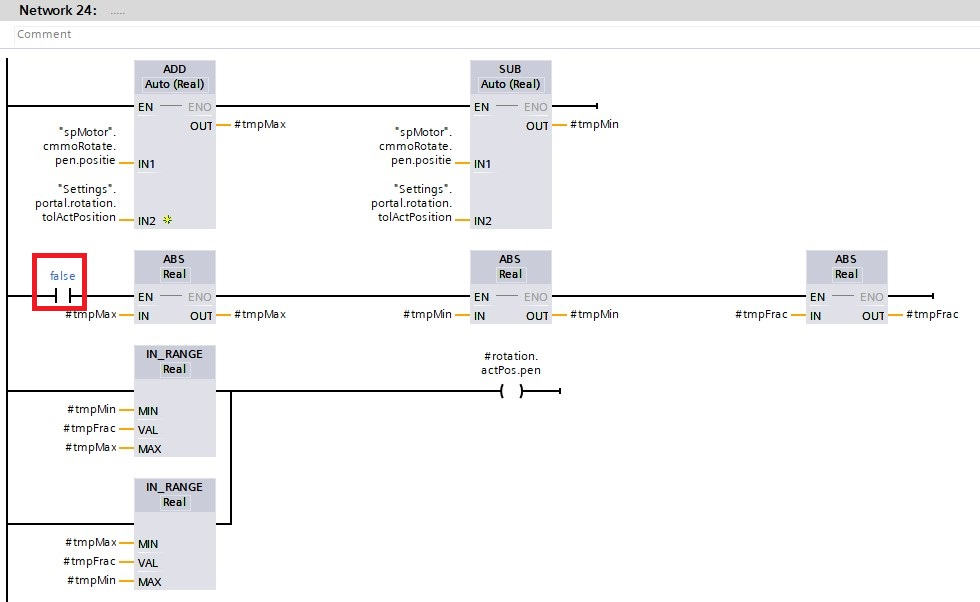 Network 24: .....
Comment
ADD
Auto (Real)
EN
ENO
OUT
#tmpMax
"spMotor".
cmmoRotate.
pen.positie
IN1
"Settings".
portal.rotation.
tolActPosition
IN2
SUB
Auto (Real)
EN
ENO
OUT
#tmpMin
"spMotor".
cmmoRotate.
pen.positie
IN1
"Settings".
portal.rotation.
tolActPosition
IN2
false
ABS
Real
EN
ENO
#tmpMax
IN
OUT
#tmpMax
ABS
Real
EN
ENO
#tmpMin
IN
OUT
#tmpMin
ABS
Real
EN
ENO
#tmpFrac
IN
OUT
#tmpFrac
IN_RANGE
Real
#tmpMin
MIN
#tmpFrac
VAL
#tmpMax
MAX
#rotation.
actPos.pen
IN_RANGE
Real
#tmpMax
MIN
#tmpFrac
VAL
#tmpMin
MAX